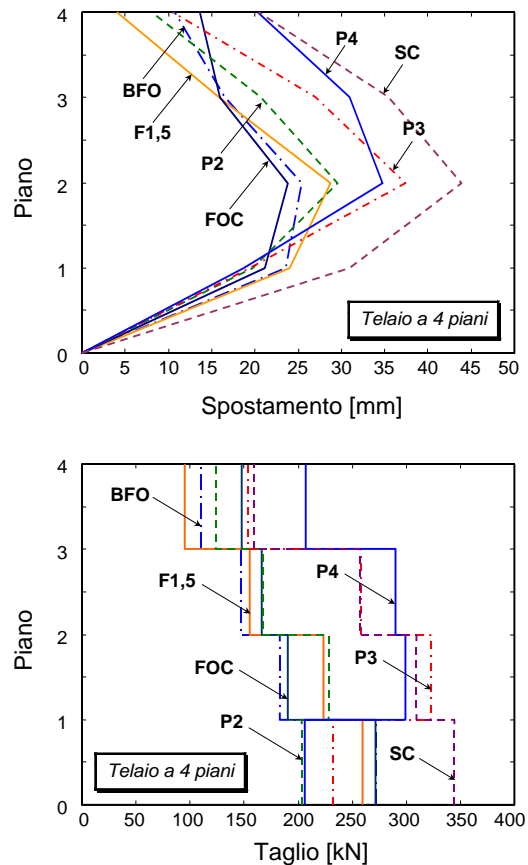 4
3
2
1
0
Piano
P4
SC
BFO
F1,5
P2
P3
FOC
Telaio a 4 piani
0 5 10 15 20 25 30 35 40 45 50
Spostamento [mm]
4
3
2
1
0
Piano
BFO
F1,5
P4
FOC
P3
P2
SC
Telaio a 4 piani
0 50 100 150 200 250 300 350 400
Taglio [kN]